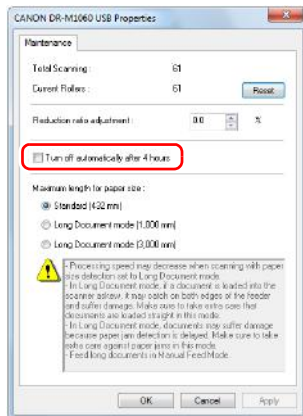 CANON DR-M1060 USB Properties
Maintenance
Total Scanning : 61
Current Rollers : 61 Reset
Reduction ratio adjustment : 0.0 %
Turn off automatically after 4 hours
Maximum length for paper size :
Standard (432 mm)
Long Document mode (1,000 mm)
Long Document mode (3,000 mm)
- Processing speed may decrease when scanning with paper
size detection set to Long Document mode.
- In Long Document mode, if a document is loaded into the
scanner askew, it may catch on both edges of the feeder
and suffer damage. Make sure to take extra care that
documents are loaded straight in this mode.
- In Long Document mode, documents may suffer damage
because paper jam detection is delayed. Make sure to take
extra care against paper jams in this mode.
- Feed long documents in Manual Feed Mode.
OK Cancel Apply